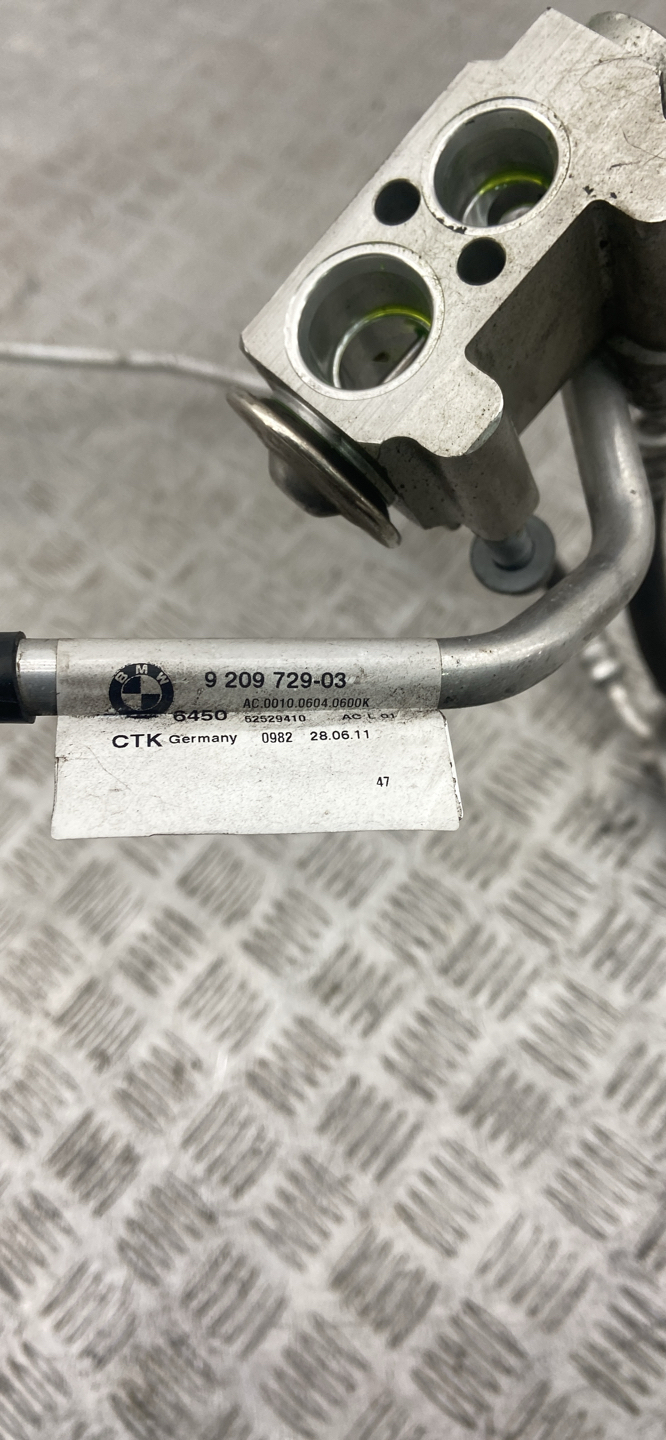 BMW
9 209 729-03
AC.0010.0604.0600K
6450 62529410
CTK Germany 0982 28.06.11
47